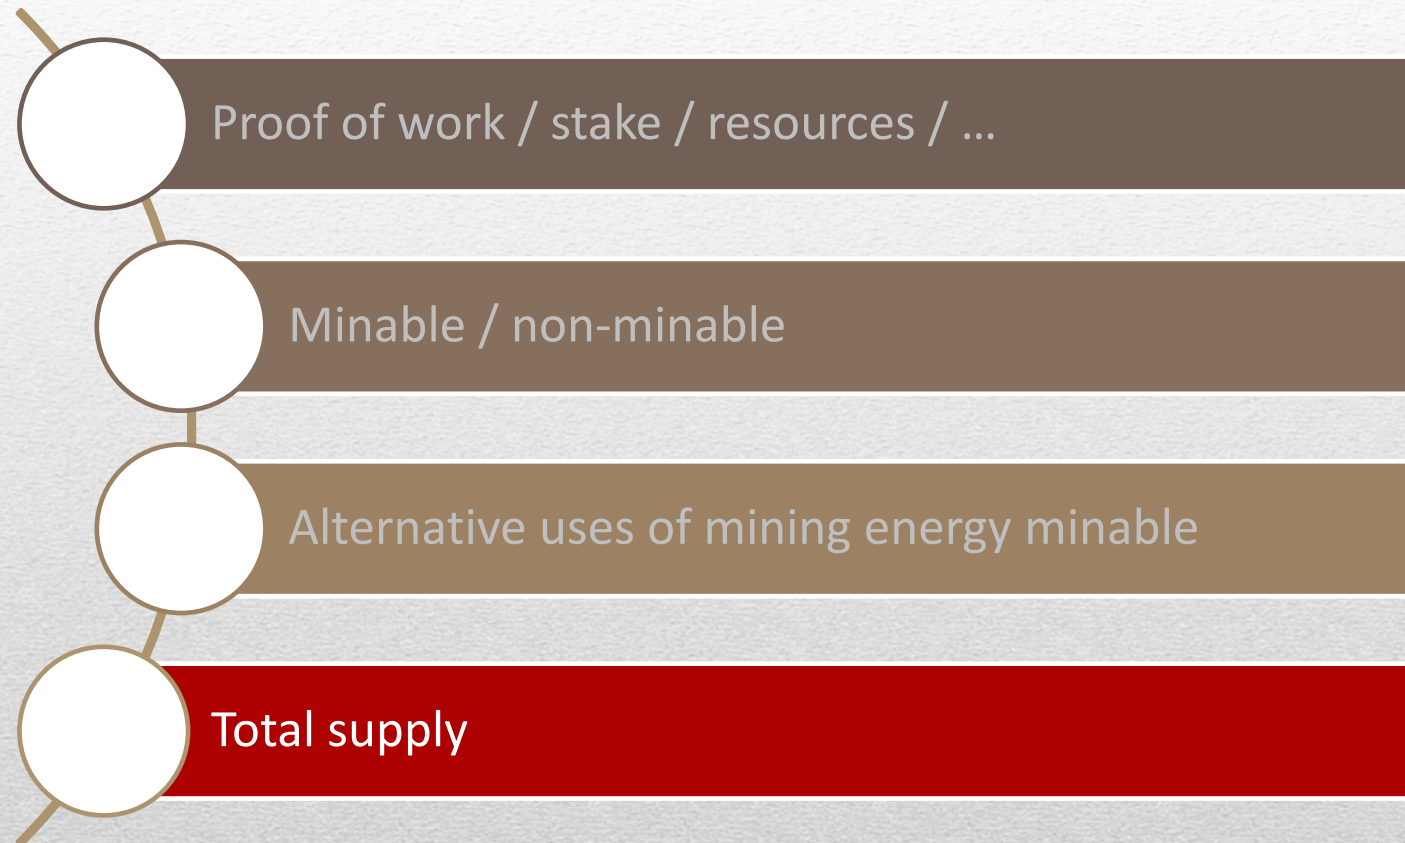 Proof of work / stake / resources / …
Minable / non-minable
Alternative uses of mining energy minable
Total supply